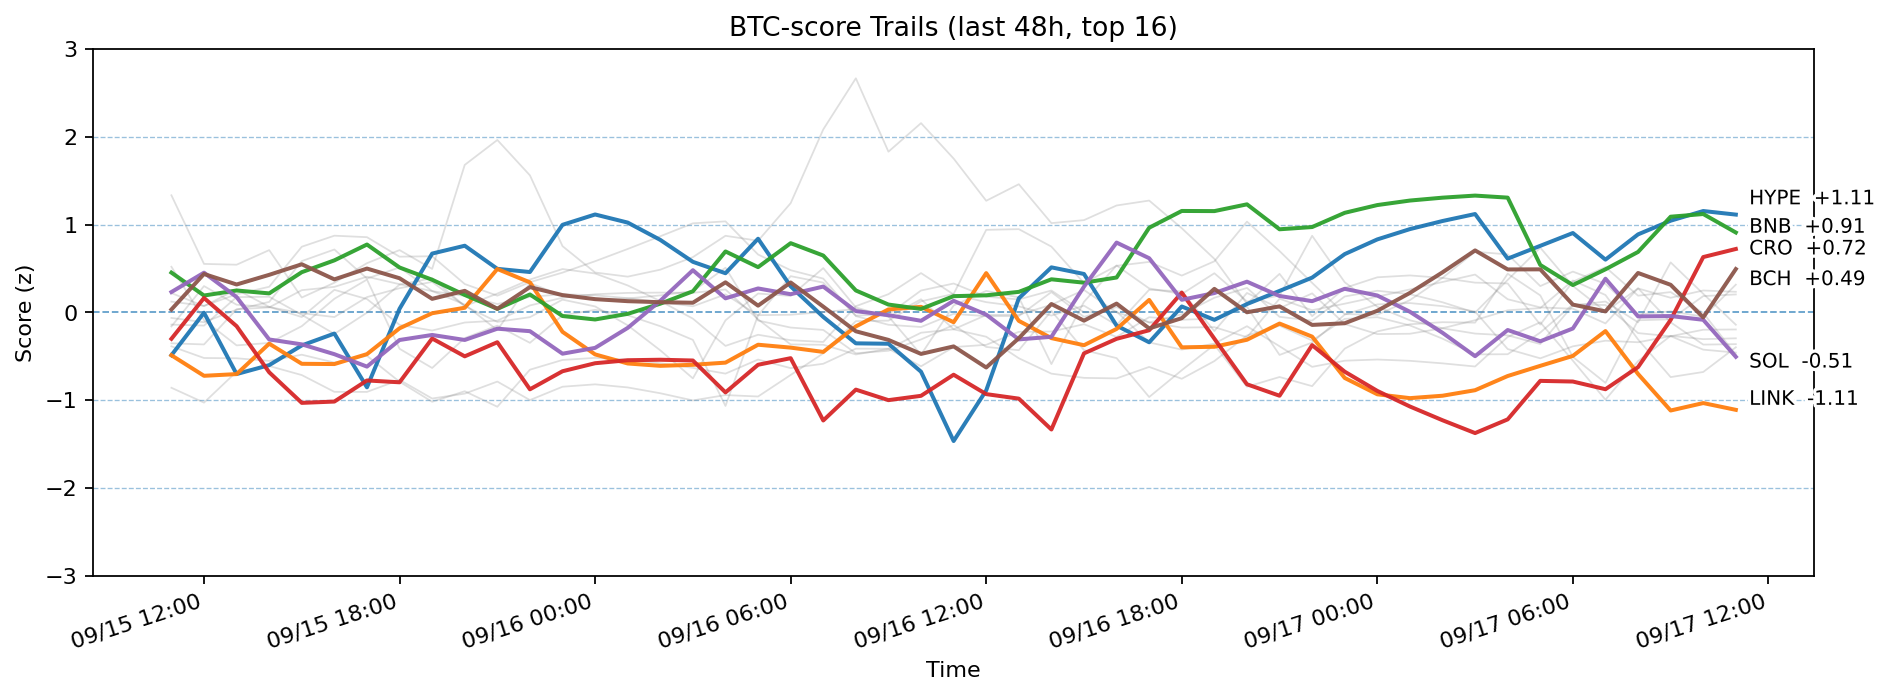 BTC-score Trails (last 48h, top 16)
3
2
1
0
−1
−2
−3
Score (z)
HYPE +1.11
BNB +0.91
CRO +0.72
BCH +0.49
SOL -0.51
LINK -1.11
09/15 12:00
09/15 18:00
09/16 00:00
09/16 06:00
09/16 12:00
09/16 18:00
09/17 00:00
09/17 06:00
09/17 12:00
Time